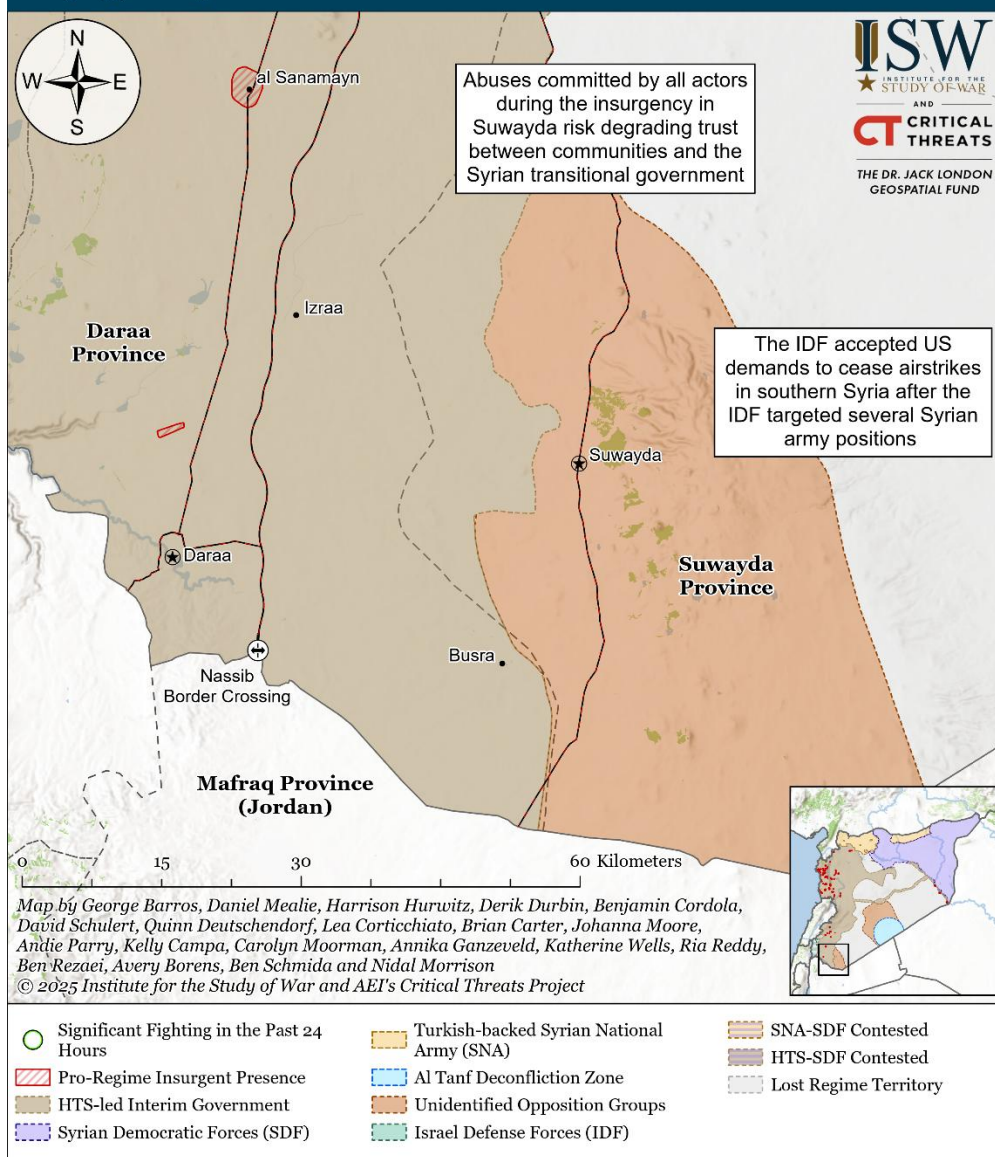 N
W
E
S
al Sanamayn
Abuses committed by all actors
during the insurgency in
Suwayda risk degrading trust
between communities and the
Syrian transitional government
ISW
INSTITUTE FOR THE
STUDY OF WAR
AND
CT CRITICAL
THREATS
THE DR. JACK LONDON
GEOSPATIAL FUND
Izraa
Daraa
Province
The IDF accepted US
demands to cease airstrikes
in southern Syria after the
IDF targeted several Syrian
army positions
Suwayda
Daraa
Suwayda
Province
Busra
Nassib
Border Crossing
Mafraq Province
(Jordan)
0 15 30 60 Kilometers
Map by George Barros, Daniel Mealie, Harrison Hurwitz, Derik Durbin, Benjamin Cordola,
David Schulert, Quinn Deutschendorf, Lea Corticchiato, Brian Carter, Johanna Moore,
Andie Parry, Kelly Campa, Carolyn Moorman, Annika Ganzeveld, Katherine Wells, Ria Reddy,
Ben Rezaei, Avery Borens, Ben Schmida and Nidal Morrison
© 2025 Institute for the Study of War and AEI's Critical Threats Project
Significant Fighting in the Past 24
Hours
Pro-Regime Insurgent Presence
HTS-led Interim Government
Syrian Democratic Forces (SDF)
Turkish-backed Syrian National
Army (SNA)
Al Tanf Deconfliction Zone
Unidentified Opposition Groups
Israel Defense Forces (IDF)
SNA-SDF Contested
HTS-SDF Contested
Lost Regime Territory